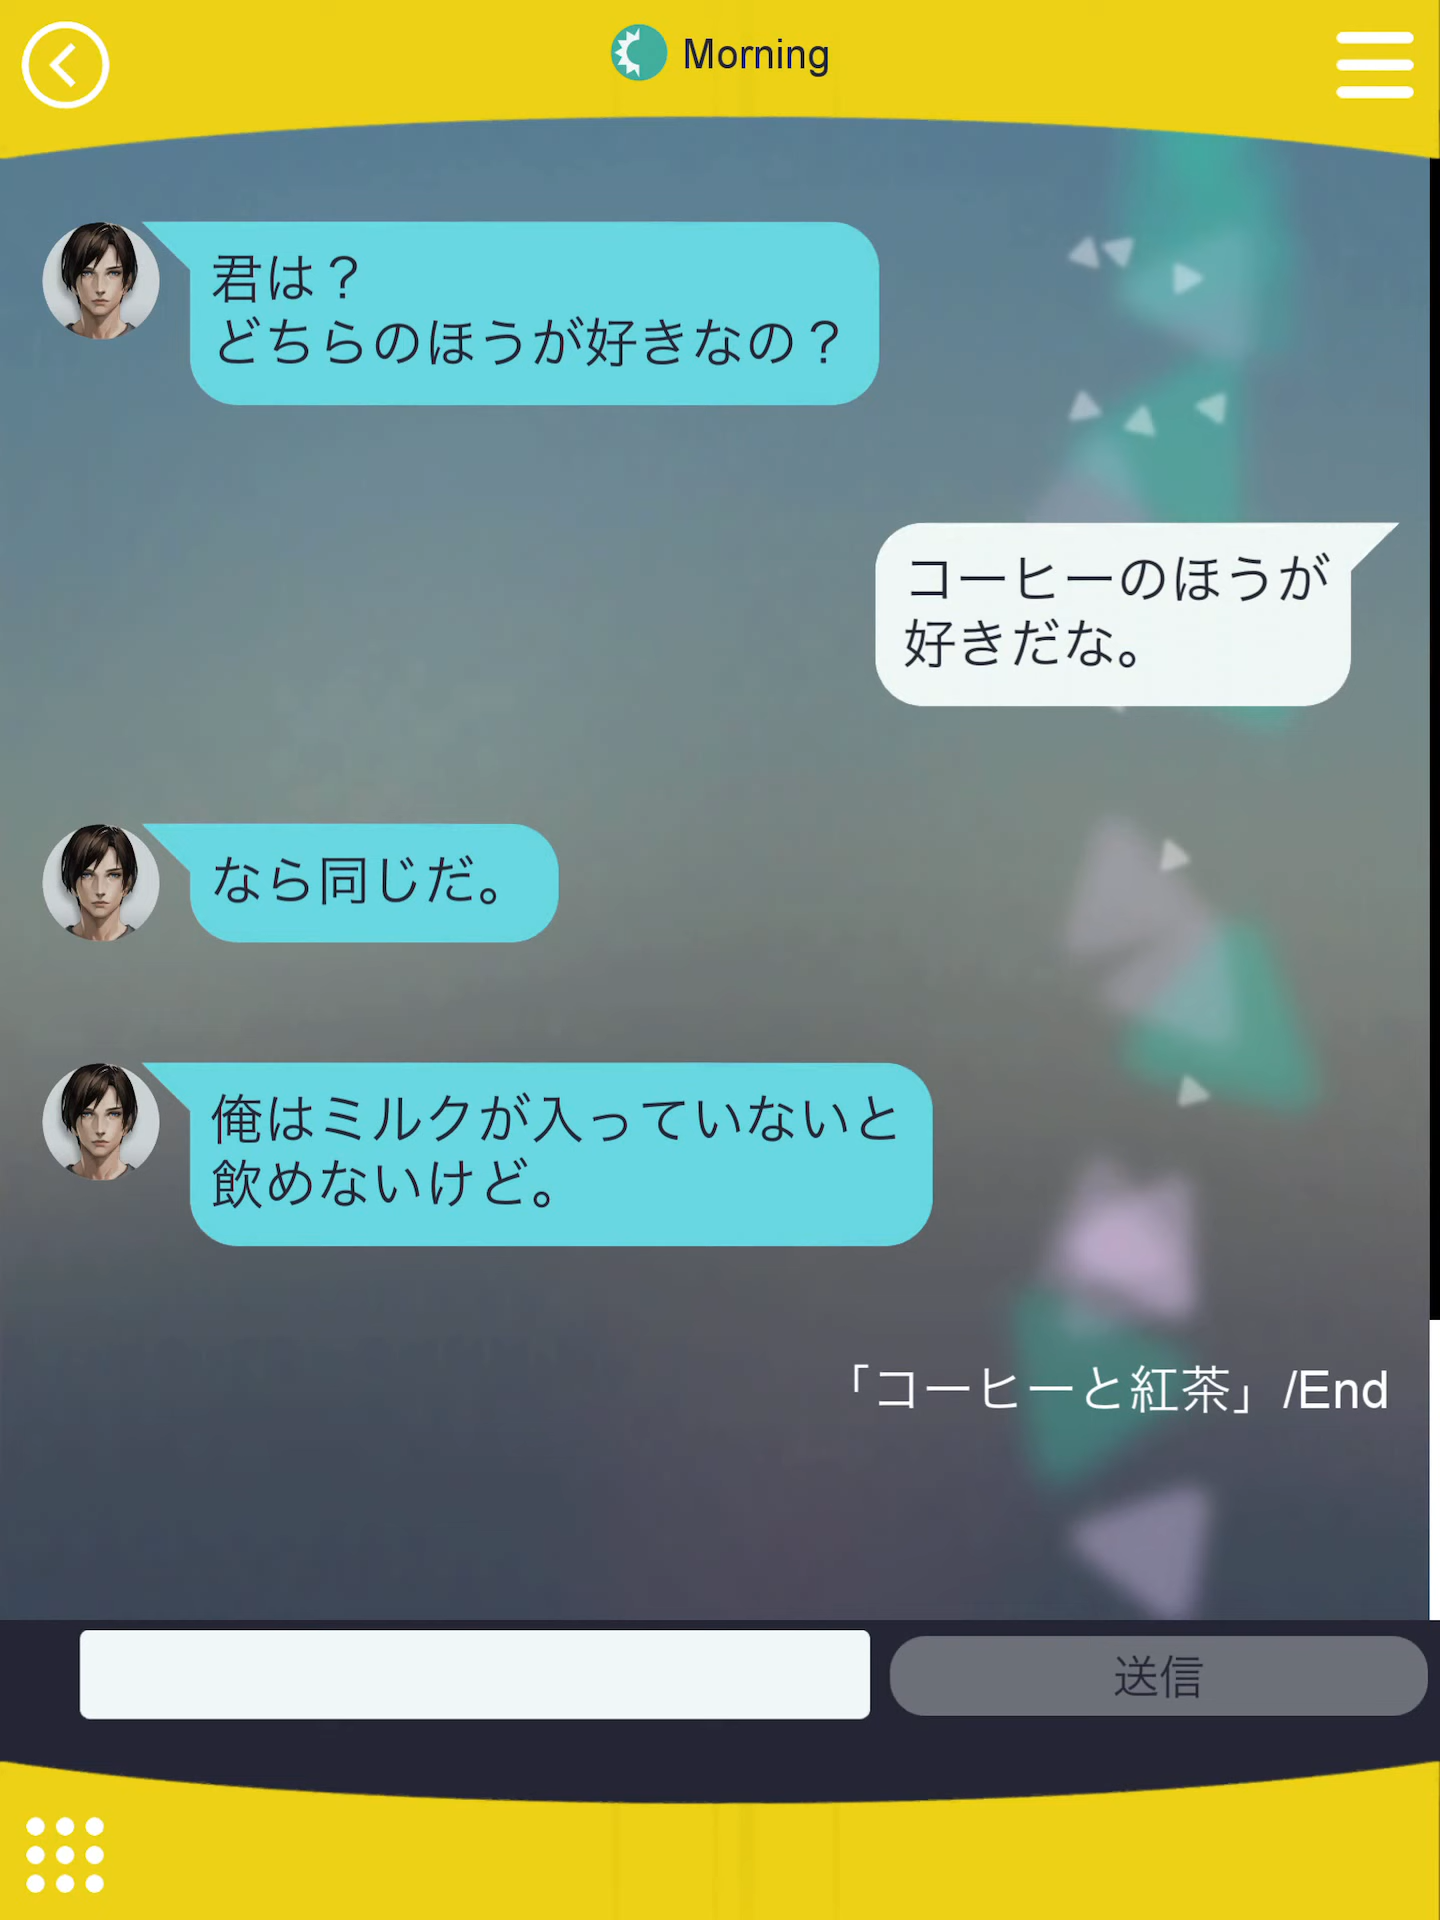 Morning
君は？
どちらのほうが好きなの？
コーヒーのほうが
好きだな。
なら同じだ。
俺はミルクが入っていないと
飲めないけど。
「コーヒーと紅茶」/End
送信